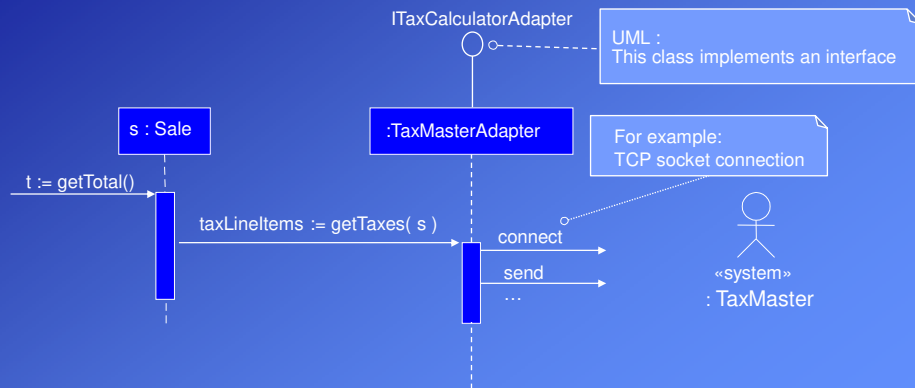 ITaxCalculatorAdapter
UML :
This class implements an interface
s : Sale
:TaxMasterAdapter
For example:
TCP socket connection
t := getTotal()
taxLineItems := getTaxes( s )
connect
send
...
«system»
: TaxMaster